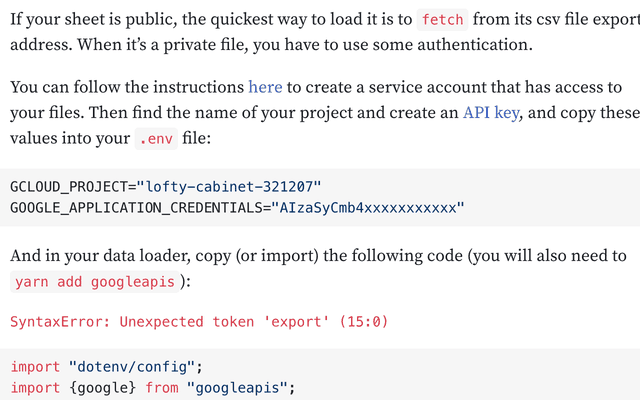 If your sheet is public, the quickest way to load it is to fetch from its csv file export
address. When it’s a private file, you have to use some authentication.
You can follow the instructions here to create a service account that has access to
your files. Then find the name of your project and create an API key, and copy these
values into your .env file:
GCLOUD_PROJECT="lofty-cabinet-321207"
GOOGLE_APPLICATION_CREDENTIALS="AIzaSyCmb4xxxxxxxxxxx"
And in your data loader, copy (or import) the following code (you will also need to
yarn add googleapis ):
SyntaxError: Unexpected token 'export' (15:0)
import "dotenv/config";
import {google} from "googleapis";